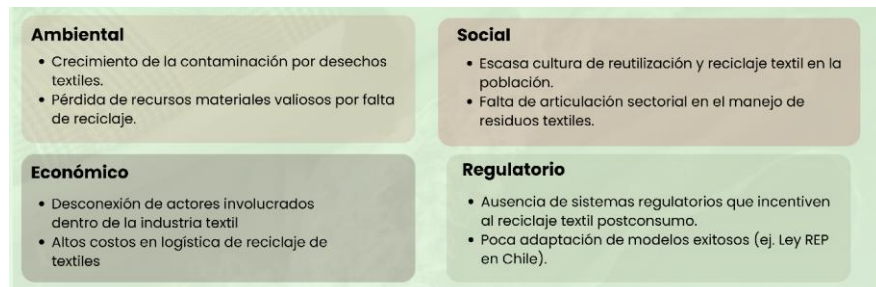 Ambiental
• Crecimiento de la contaminación por desechos
textiles.
• Pérdida de recursos materiales valiosos por falta
de reciclaje.
Social
• Escasa cultura de reutilización y reciclaje textil en la
población.
• Falta de articulación sectorial en el manejo de
residuos textiles.
Económico
• Desconexión de actores involucrados
dentro de la industria textil
• Altos costos en logística de reciclaje de
textiles
Regulatorio
• Ausencia de sistemas regulatorios que incentiven
al reciclaje textil postconsumo.
• Poca adaptación de modelos exitosos (ej. Ley REP
en Chile).